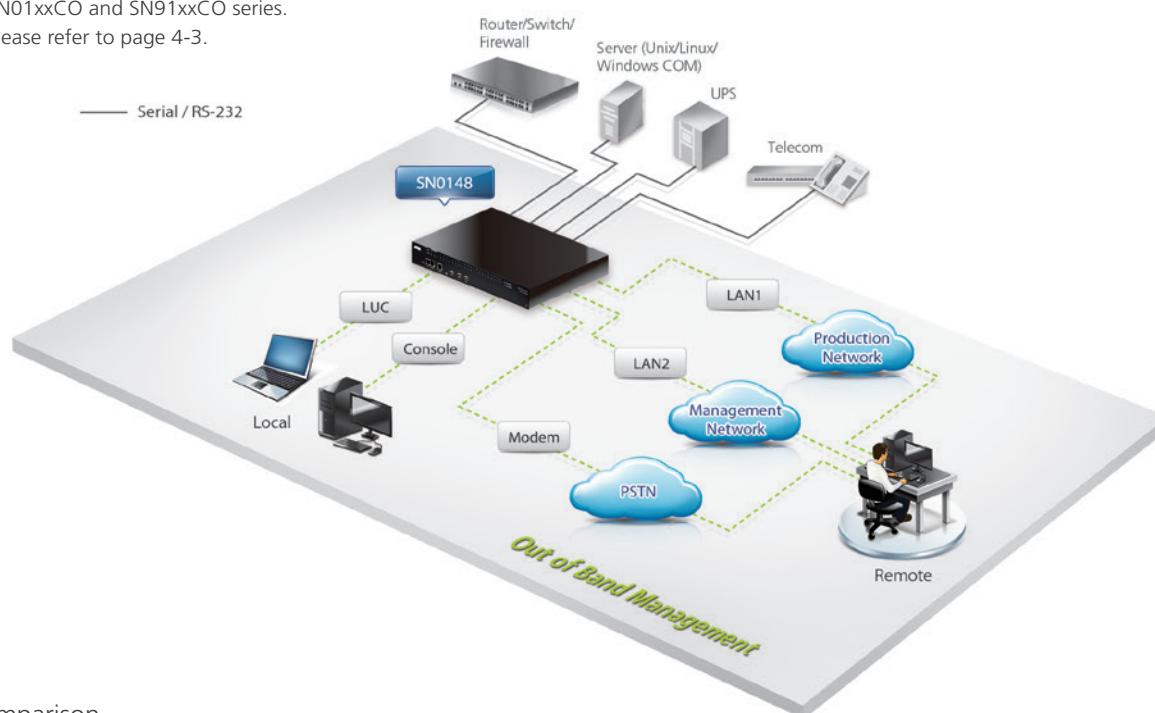 N01xxCO and SN91xxCO series.
ease refer to page 4-3.
Serial / RS-232
Router/Switch/
Firewall
Server (Unix/Linux/
Windows COM)
UPS
Telecom
SN0148
LUC
Console
Local
LAN1
Production
Network
LAN2
Management
Network
Modem
PSTN
Remote
Out of Band Management
mparison